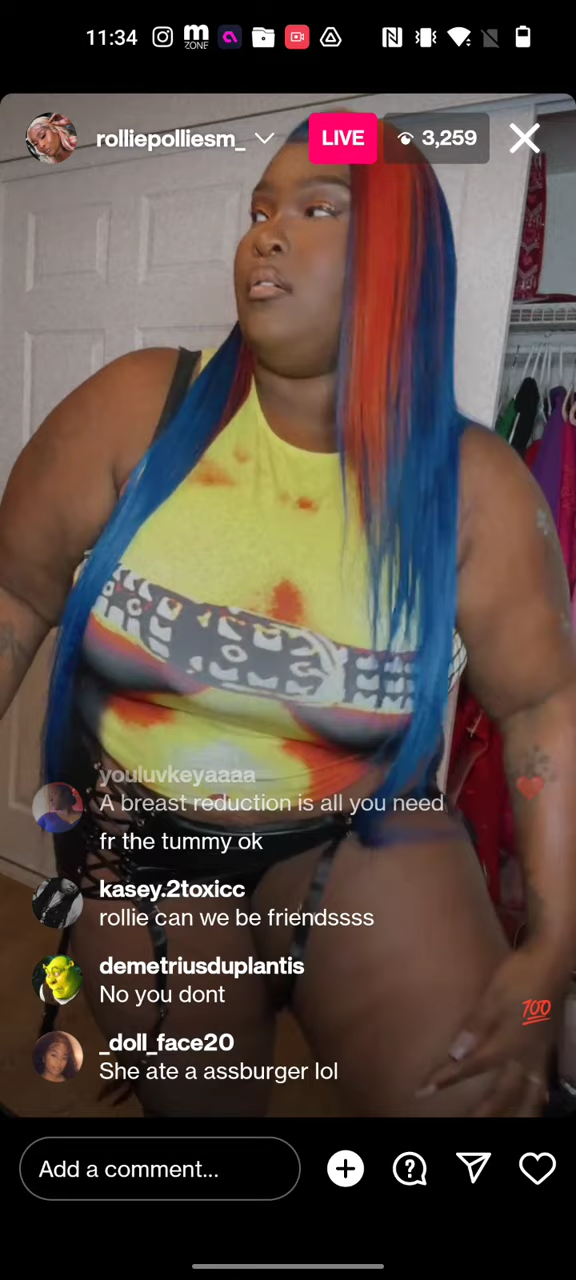 11:34
m
ZONE
rolliepolliesm_
LIVE
3,259
youluvkeyaaaa
A breast reduction is all you need
fr the tummy ok
kasey.2toxicc
rollie can we be friendssss
demetriusduplantis
No you dont
💯
_doll_face20
She ate a assburger lol
Add a comment...